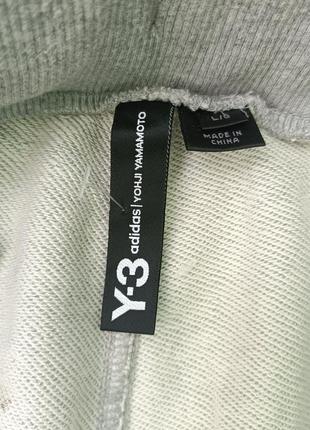 Y-3
adidas | YOHJI YAMAMOTO
L/G
MADE IN
CHINA